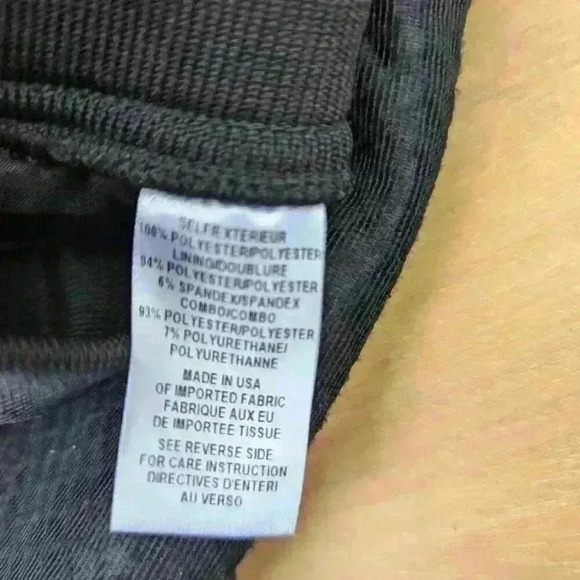 SELF/EXTERIEUR
100% POLYESTER/POLYESTER
LINING/DOUBLURE
94% POLYESTER/POLYESTER
6% SPANDEX/SPANDEX
COMBO/COMBO
93% POLYESTER/POLYESTER
7% POLYURETHANE/
POLYURETHANNE
MADE IN USA
OF IMPORTED FABRIC
FABRIQUE AUX EU
DE IMPORTEE TISSUE
SEE REVERSE SIDE
FOR CARE INSTRUCTION
DIRECTIVES D'ENTERI
AU VERSO